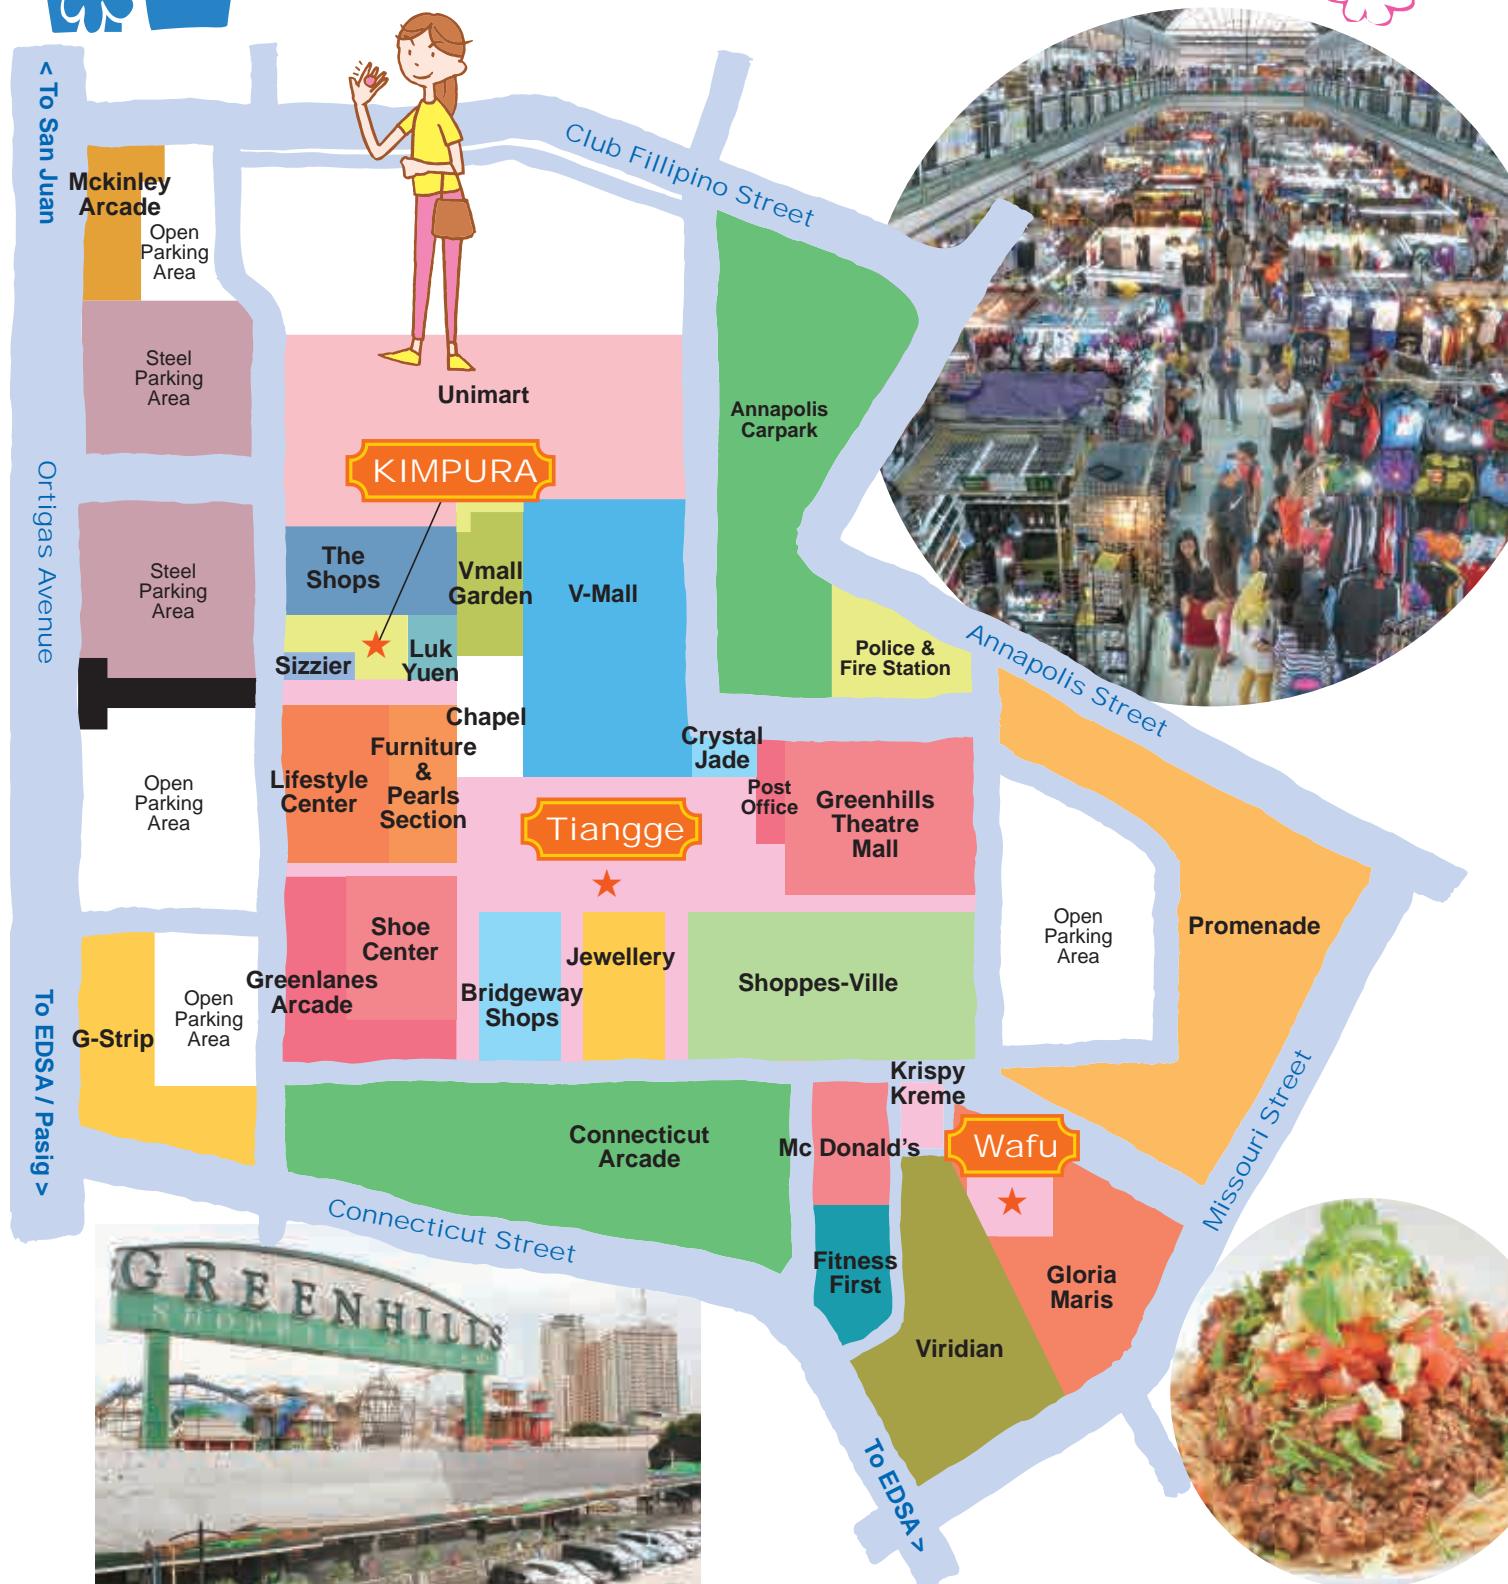 < To San Juan
Club Fillipino Street
Mckinley
Arcade
Open
Parking
Area
Steel
Parking
Area
Unimart
Annapolis
Carpark
KIMPURA
Ortigas Avenue
Steel
Parking
Area
The
Shops
Vmall
Garden
V-Mall
Sizzier
Luk
Yuen
Police &
Fire Station
Annapolis Street
Chapel
Crystal
Jade
Furniture
&
Pearls
Section
Lifestyle
Center
Open
Parking
Area
Post
Office
Greenhills
Theatre
Mall
Tiangge
Shoe
Center
Greenlanes
Arcade
Jewellery
Bridgeway
Shops
Shoppes-Ville
Open
Parking
Area
Promenade
To EDSA / Pasig >
G-Strip
Open
Parking
Area
Krispy
Kreme
Connecticut
Arcade
Mc Donald's
Wafu
Missouri Street
Connecticut Street
Fitness
First
Gloria
Maris
Viridian
To EDSA >
GREENHILLS